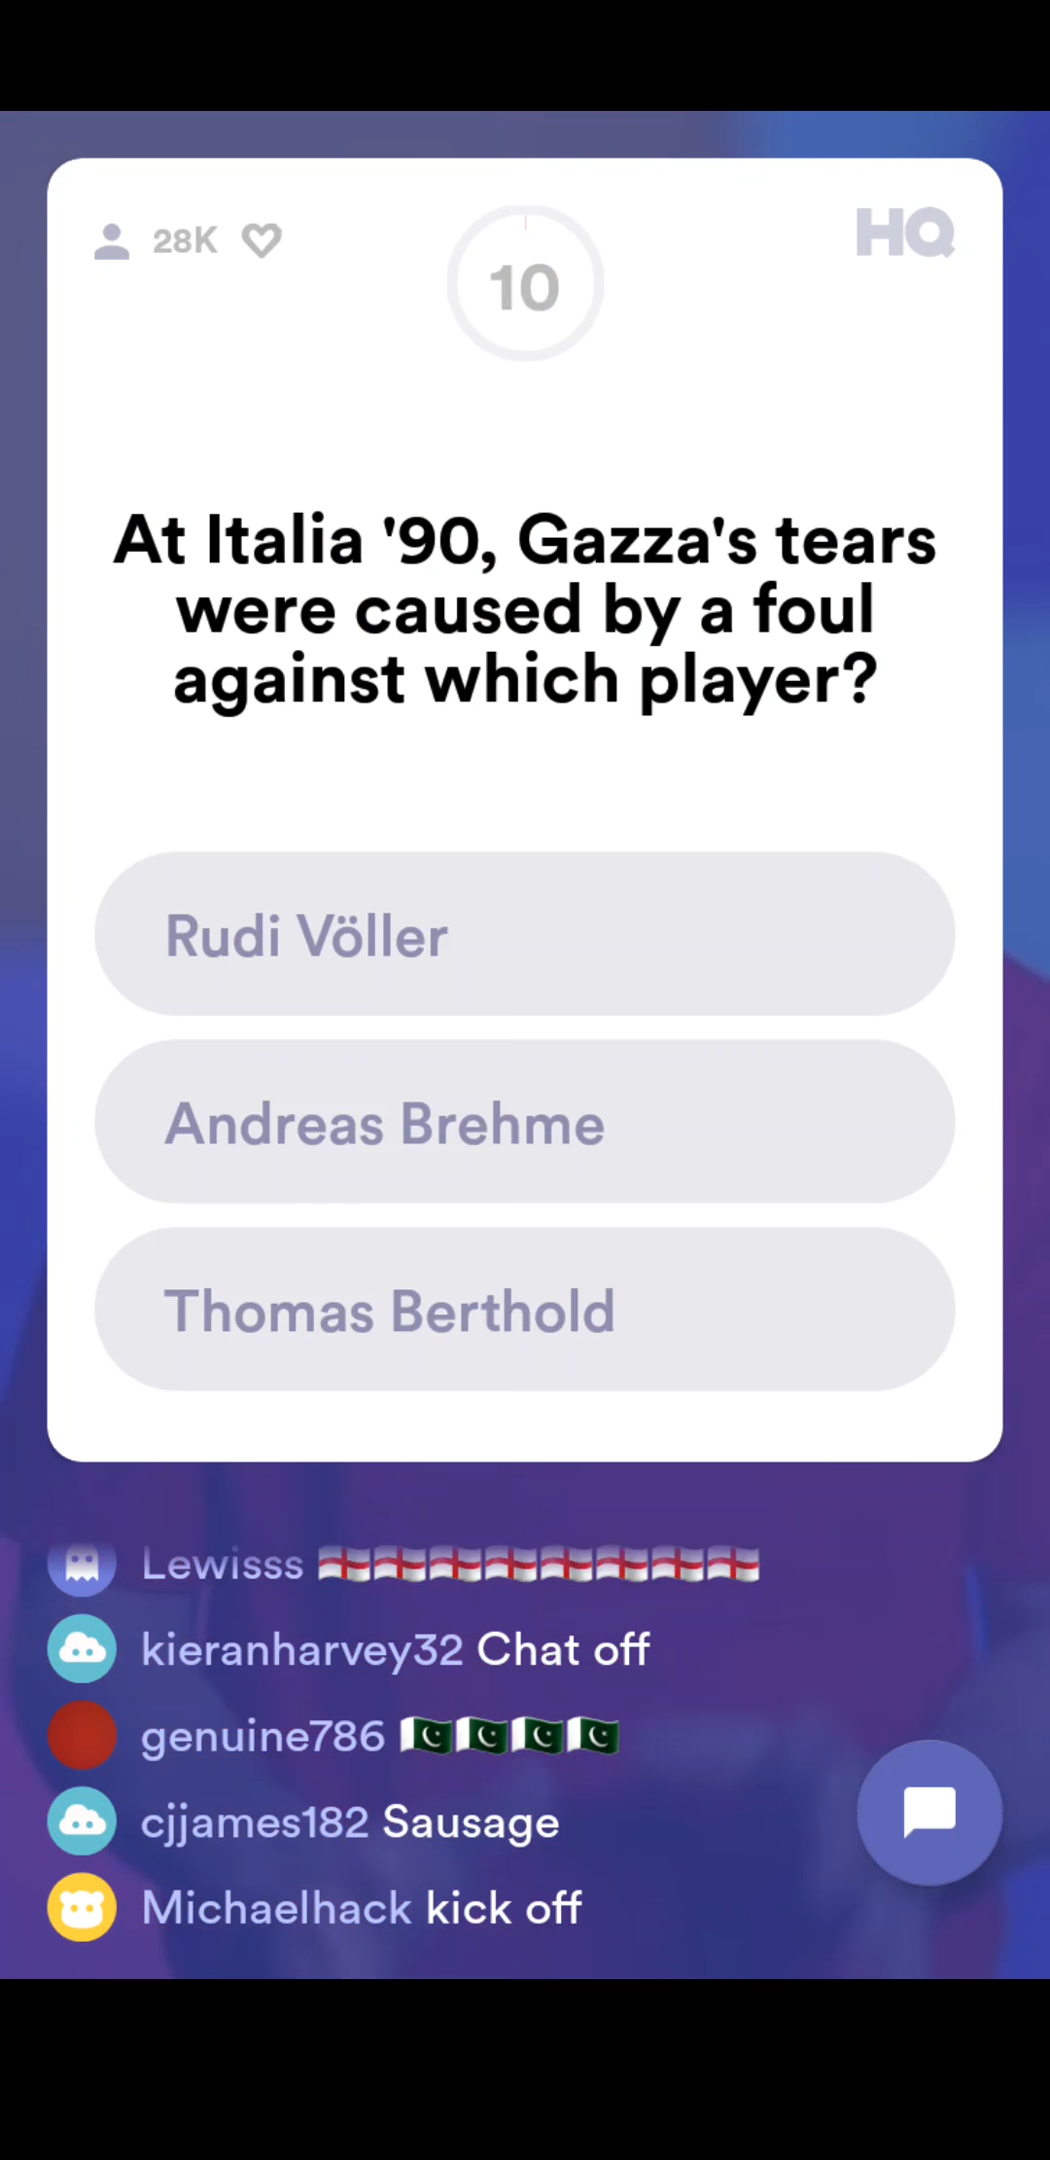 28K
10
HQ
At Italia '90, Gazza's tears
were caused by a foul
against which player?
Rudi Völler
Andreas Brehme
Thomas Berthold
Lewisss 🏴󠁧󠁢󠁥󠁮󠁧󠁿🏴󠁧󠁢󠁥󠁮󠁧󠁿🏴󠁧󠁢󠁥󠁮󠁧󠁿🏴󠁧󠁢󠁥󠁮󠁧󠁿🏴󠁧󠁢󠁥󠁮󠁧󠁿🏴󠁧󠁢󠁥󠁮󠁧󠁿🏴󠁧󠁢󠁥󠁮󠁧󠁿🏴󠁧󠁢󠁥󠁮󠁧󠁿
kieranharvey32 Chat off
genuine786 🇵🇰🇵🇰🇵🇰🇵🇰
cjjames182 Sausage
Michaelhack kick off